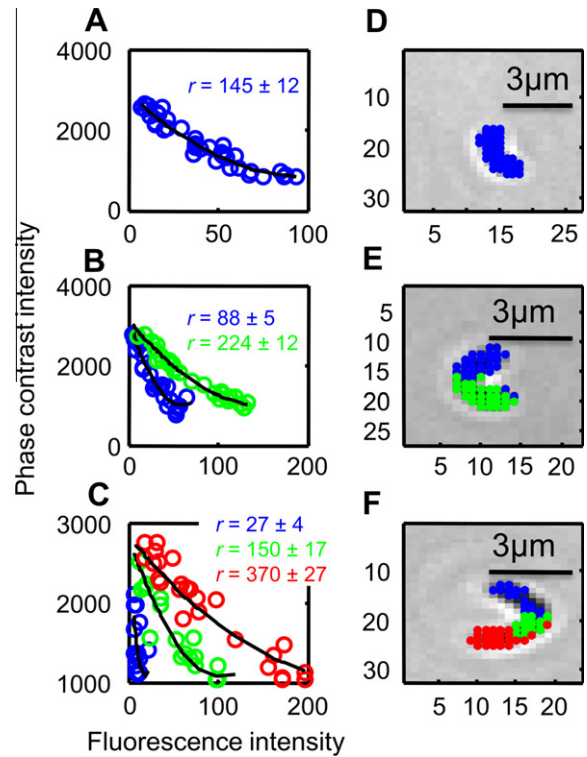 A
4000
2000
0
0
50
100
r = 145 ± 12
D
3µm
10
20
30
5
15
25
B
4000
2000
0
0
100
200
r = 88 ± 5
r = 224 ± 12
E
3µm
5
10
15
20
25
5
10
15
20
C
3000
2000
1000
0
100
200
r = 27 ± 4
r = 150 ± 17
r = 370 ± 27
F
3µm
10
20
30
5
10
15
20
Phase contrast intensity
Fluorescence intensity